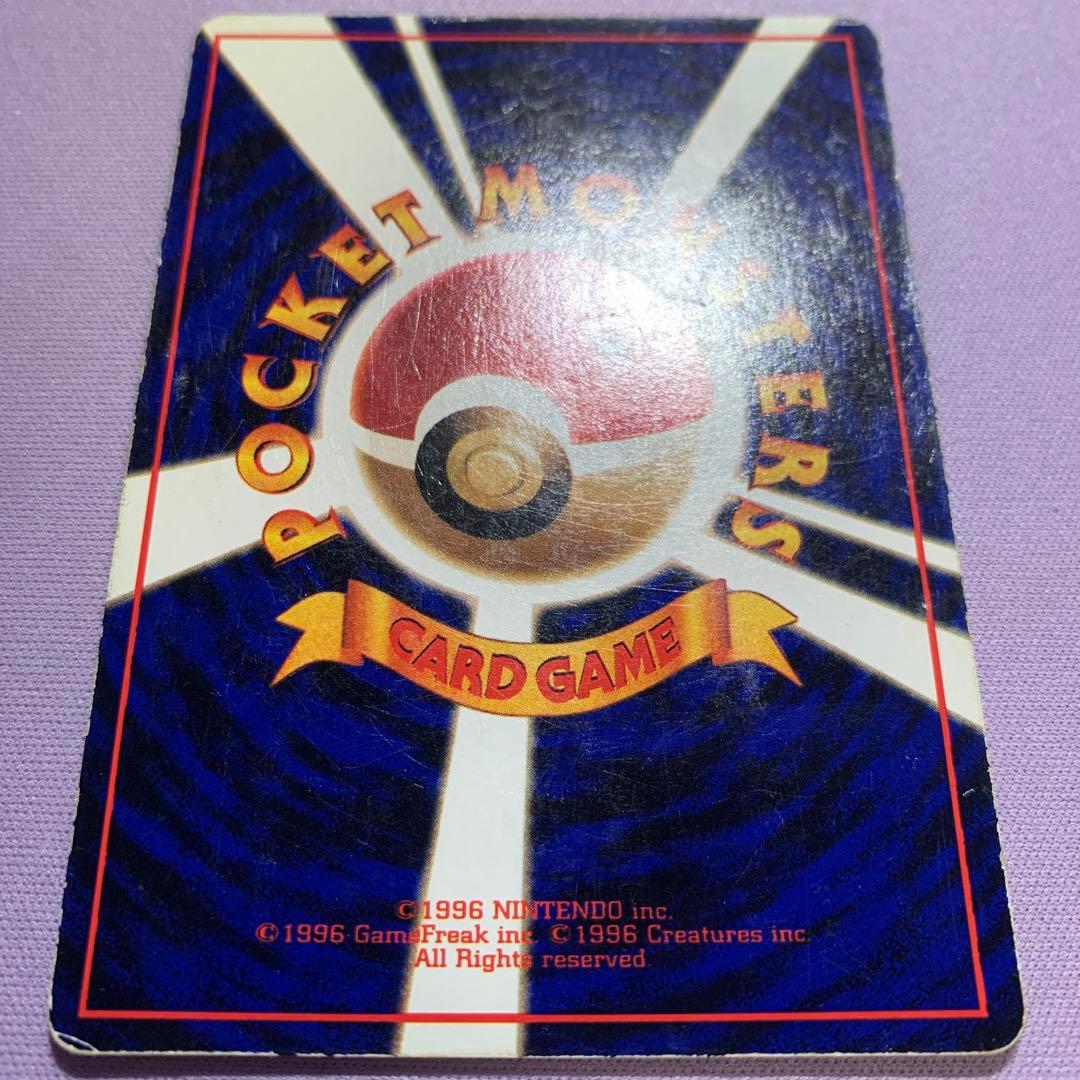 POCKET MONSTERS
CARD GAME
©1996 NINTENDO inc.
©1996 GameFreak inc. ©1996 Creatures inc.
All Rights reserved.